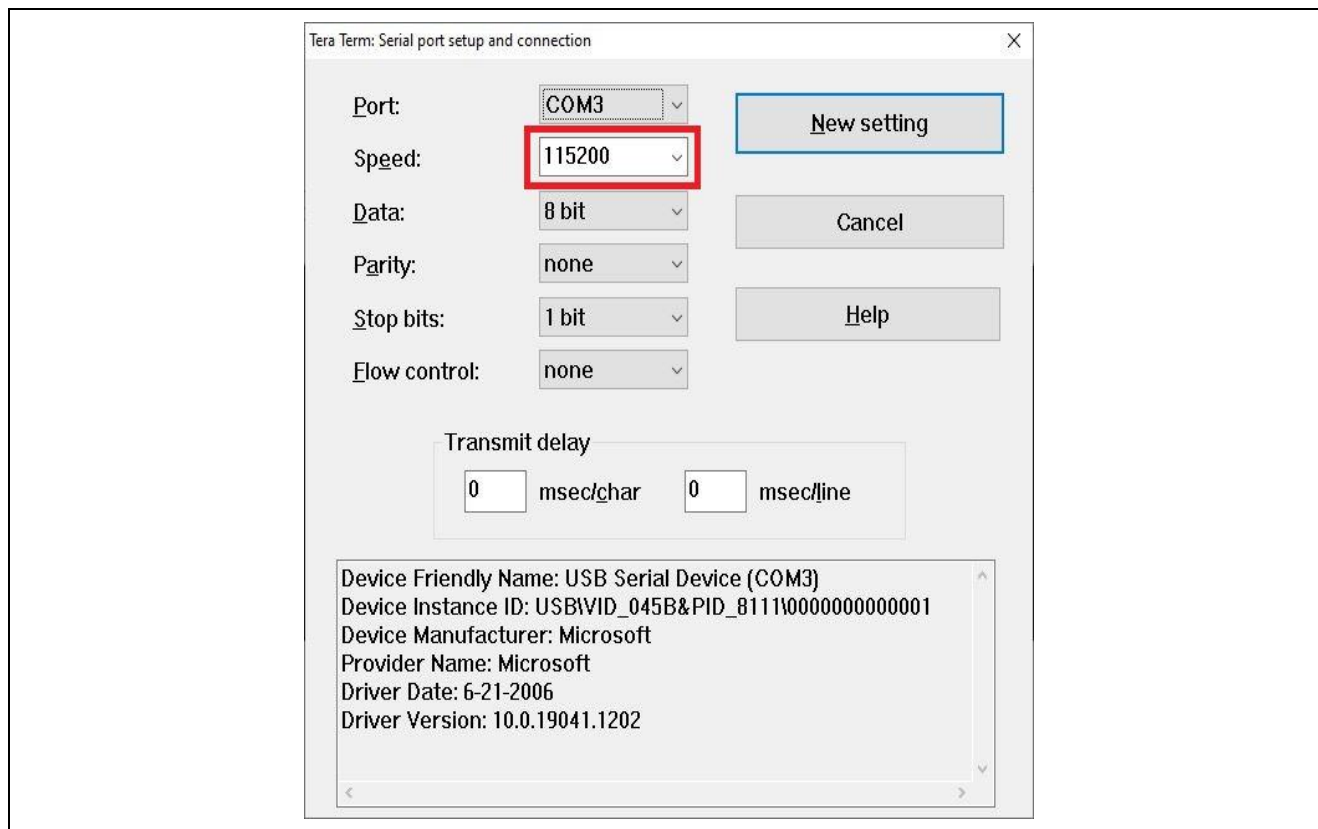 Tera Term: Serial port setup and connection
Port: COM3 New setting
Speed: 115200
Data: 8 bit Cancel
Parity: none
Stop bits: 1 bit Help
Flow control: none
Transmit delay
0 msec/char 0 msec/line
Device Friendly Name: USB Serial Device (COM3)
Device Instance ID: USB\VID_045B&PID_8111\0000000000001
Device Manufacturer: Microsoft
Provider Name: Microsoft
Driver Date: 6-21-2006
Driver Version: 10.0.19041.1202